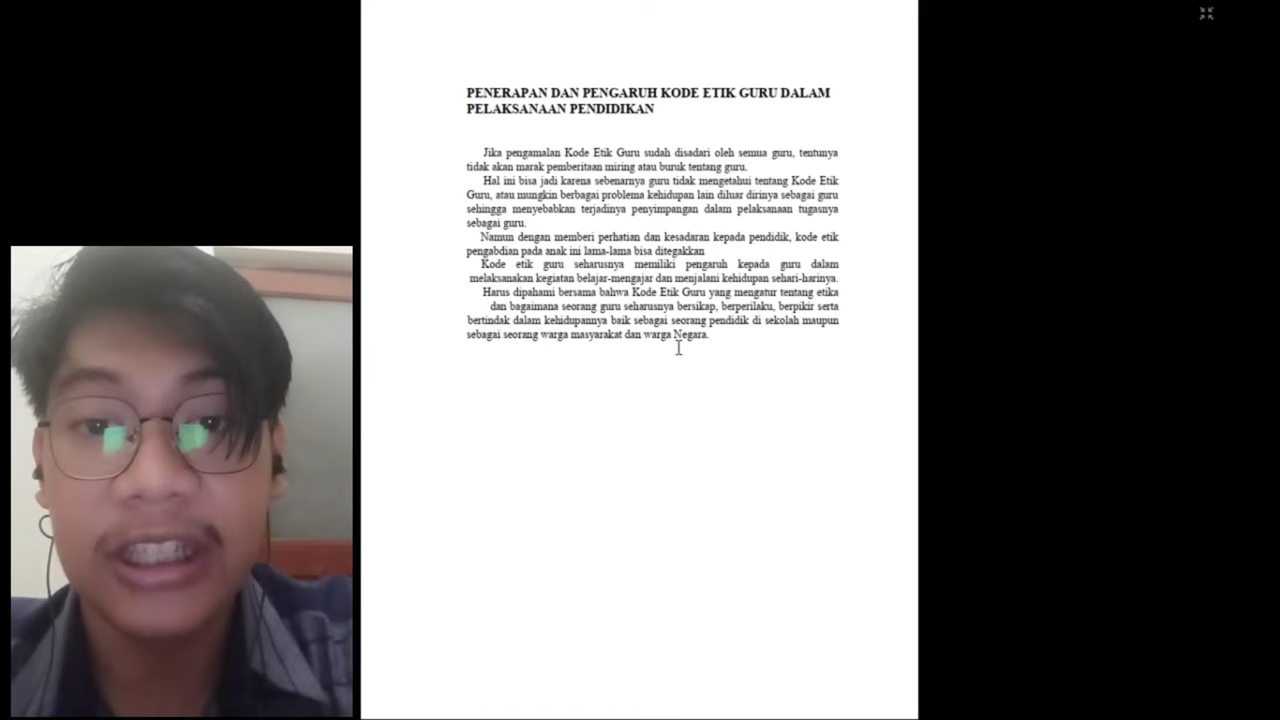 PENERAPAN DAN PENGARUH KODE ETIK GURU DALAM
PELAKSANAAN PENDIDIKAN
Jika pengamalan Kode Etik Guru sudah disadari oleh semua guru, tentunya
tidak akan marak pemberitaan miring atau buruk tentang guru.
Hal ini bisa jadi karena sebenarnya guru tidak mengetahui tentang Kode Etik
Guru, atau mungkin berbagai problema kehidupan lain diluar dirinya sebagai guru
sehingga menyebabkan terjadinya penyimpangan dalam pelaksanaan tugasnya
sebagai guru.
Namun dengan memberi perhatian dan kesadaran kepada pendidik, kode etik
pengabdian pada anak ini lama-lama bisa ditegakkan
Kode etik guru seharusnya memiliki pengaruh kepada guru dalam
melaksanakan kegiatan belajar-mengajar dan menjalani kehidupan sehari-harinya.
Harus dipahami bersama bahwa Kode Etik Guru yang mengatur tentang etika
dan bagaimana seorang guru seharusnya bersikap, berperilaku, berpikir serta
bertindak dalam kehidupannya baik sebagai seorang pendidik di sekolah maupun
sebagai seorang warga masyarakat dan warga Negara.